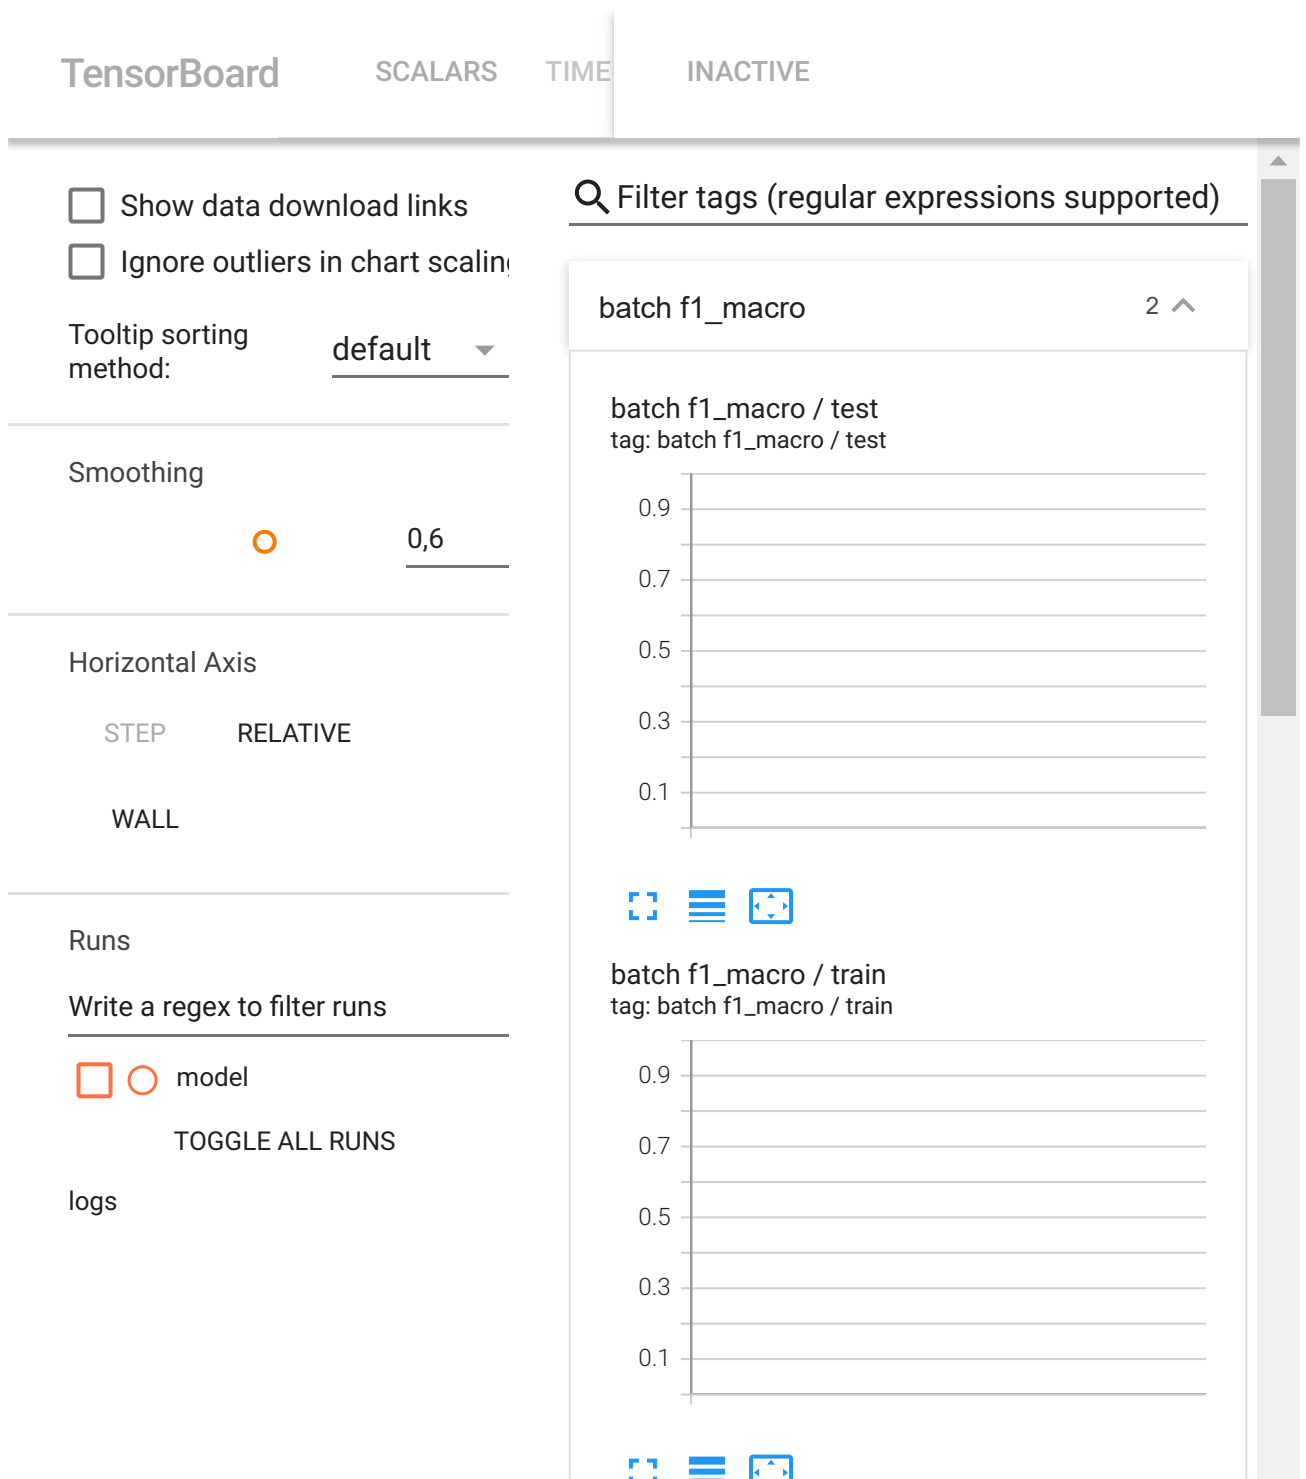 TensorBoard SCALARS TIME INACTIVE
Show data download links
Ignore outliers in chart scaling
Tooltip sorting
method:
default
Smoothing
0,6
Horizontal Axis
STEP RELATIVE
WALL
Runs
Write a regex to filter runs
model
TOGGLE ALL RUNS
logs
Filter tags (regular expressions supported)
batch f1_macro 2
batch f1_macro / test
tag: batch f1_macro / test
0.9
0.7
0.5
0.3
0.1
batch f1_macro / train
tag: batch f1_macro / train
0.9
0.7
0.5
0.3
0.1